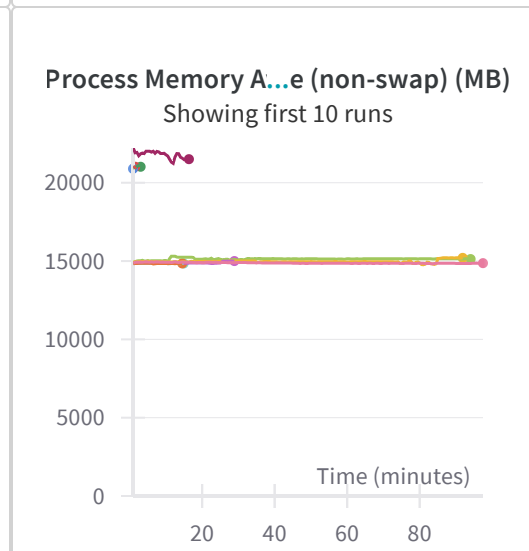 Process Memory A...e (non-swap) (MB)
Showing first 10 runs
20000
15000
10000
5000
0
Time (minutes)
20 40 60 80